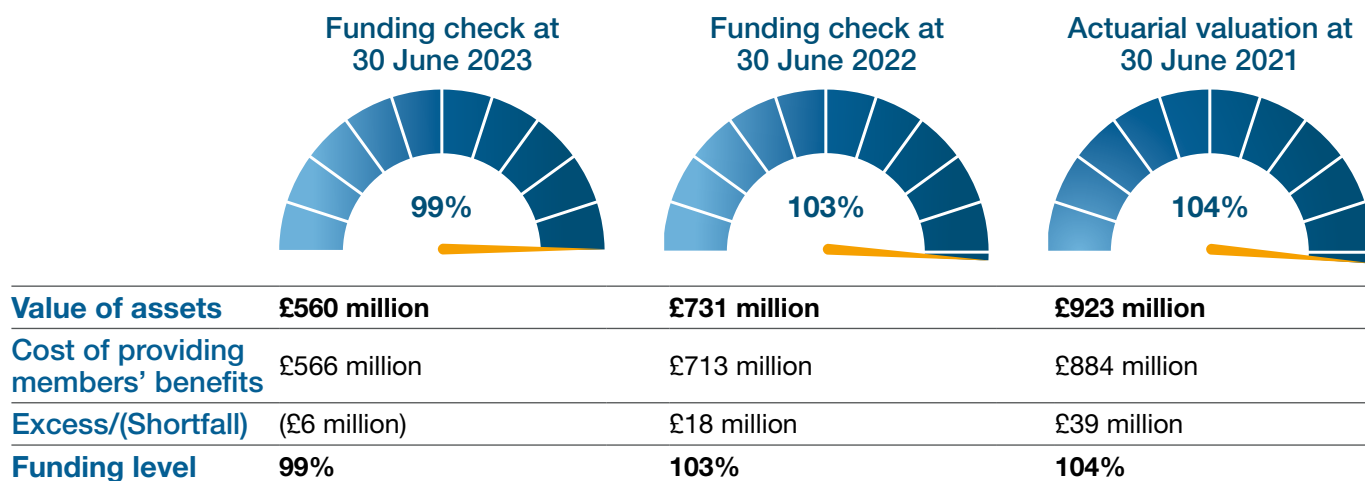 Funding check at
30 June 2023
Funding check at
30 June 2022
Actuarial valuation at
30 June 2021
99%
103%
104%
Value of assets £560 million £731 million £923 million
Cost of providing
members’ benefits £566 million £713 million £884 million
Excess/(Shortfall) (£6 million) £18 million £39 million
Funding level 99% 103% 104%